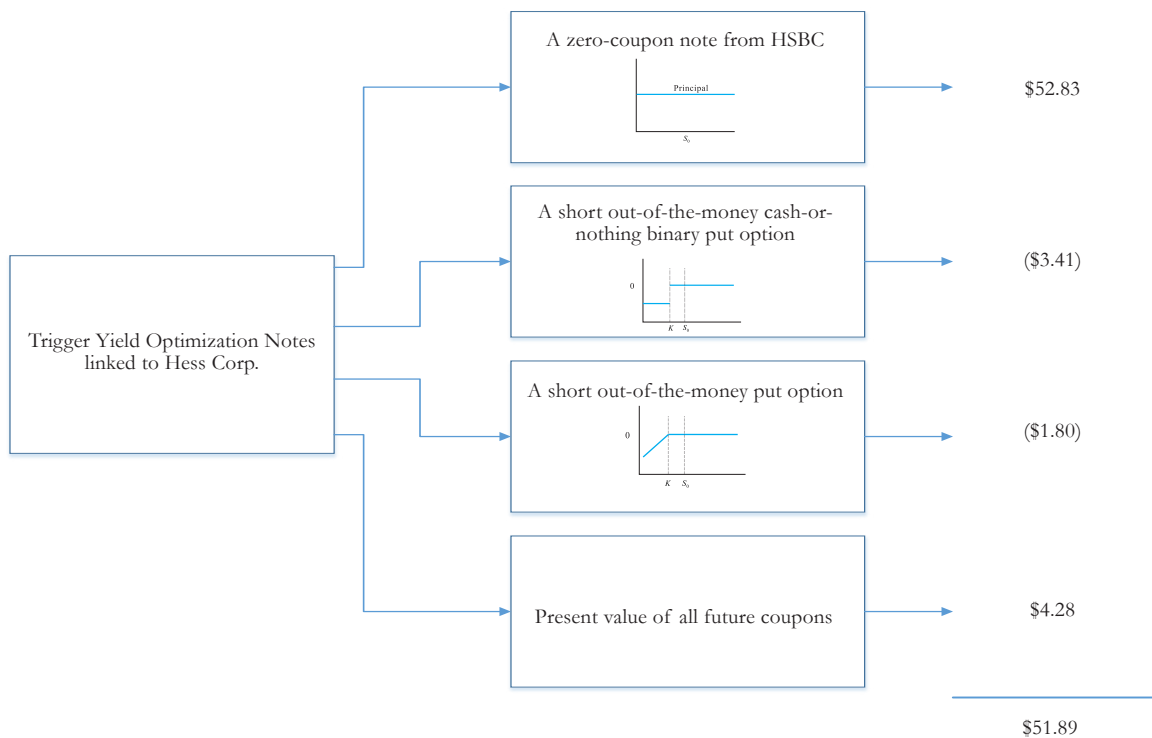 A zero-coupon note from HSBC
Principal
S₀
$52.83
A short out-of-the-money cash-or-
nothing binary put option
0
K S₀
($3.41)
Trigger Yield Optimization Notes
linked to Hess Corp.
A short out-of-the-money put option
0
K S₀
($1.80)
Present value of all future coupons
$4.28
$51.89